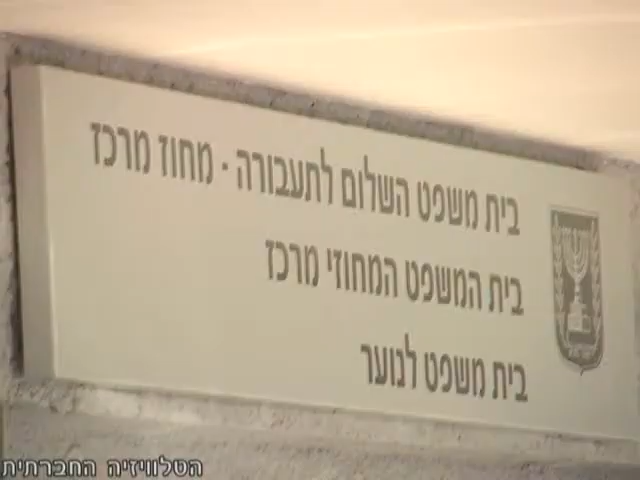 בית משפט השלום לתעבורה - מחוז מרכז
בית המשפט המחוזי מרכז
בית משפט לנוער
הטלוויזיה החברתית